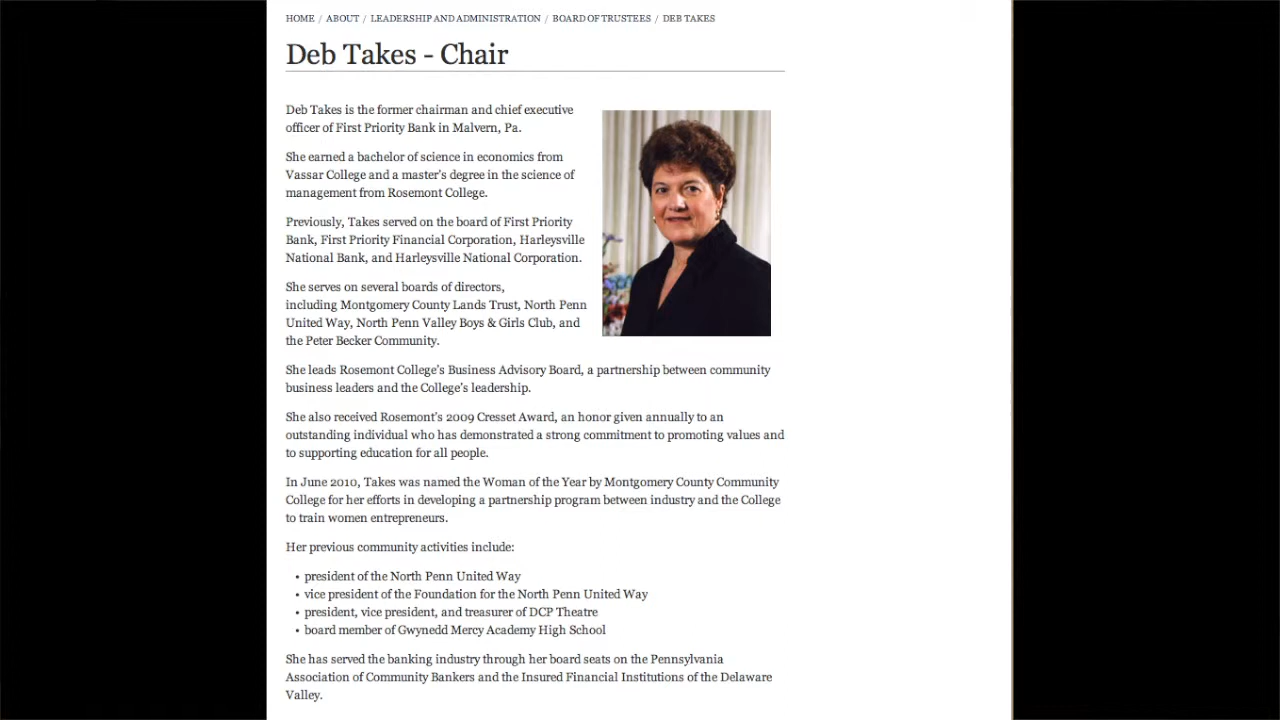 HOME / ABOUT / LEADERSHIP AND ADMINISTRATION / BOARD OF TRUSTEES / DEB TAKES
Deb Takes - Chair
Deb Takes is the former chairman and chief executive
officer of First Priority Bank in Malvern, Pa.
She earned a bachelor of science in economics from
Vassar College and a master's degree in the science of
management from Rosemont College.
Previously, Takes served on the board of First Priority
Bank, First Priority Financial Corporation, Harleysville
National Bank, and Harleysville National Corporation.
She serves on several boards of directors,
including Montgomery County Lands Trust, North Penn
United Way, North Penn Valley Boys & Girls Club, and
the Peter Becker Community.
She leads Rosemont College's Business Advisory Board, a partnership between community
business leaders and the College's leadership.
She also received Rosemont's 2009 Cresset Award, an honor given annually to an
outstanding individual who has demonstrated a strong commitment to promoting values and
to supporting education for all people.
In June 2010, Takes was named the Woman of the Year by Montgomery County Community
College for her efforts in developing a partnership program between industry and the College
to train women entrepreneurs.
Her previous community activities include:
• president of the North Penn United Way
• vice president of the Foundation for the North Penn United Way
• president, vice president, and treasurer of DCP Theatre
• board member of Gwynedd Mercy Academy High School
She has served the banking industry through her board seats on the Pennsylvania
Association of Community Bankers and the Insured Financial Institutions of the Delaware
Valley.